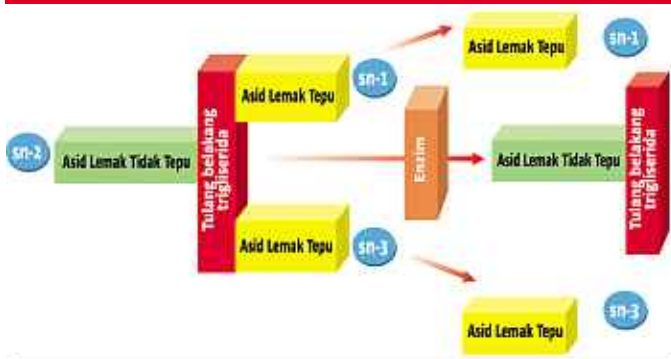 Asid Lemak Tepu
sn-1
Asid Lemak Tepu
sn-1
sn-2
Asid Lemak Tidak Tepu
Tulang belakang
trigliserida
Enzim
Asid Lemak Tidak Tepu
Tulang belakang
trigliserida
Asid Lemak Tepu
sn-3
Asid Lemak Tepu
sn-3